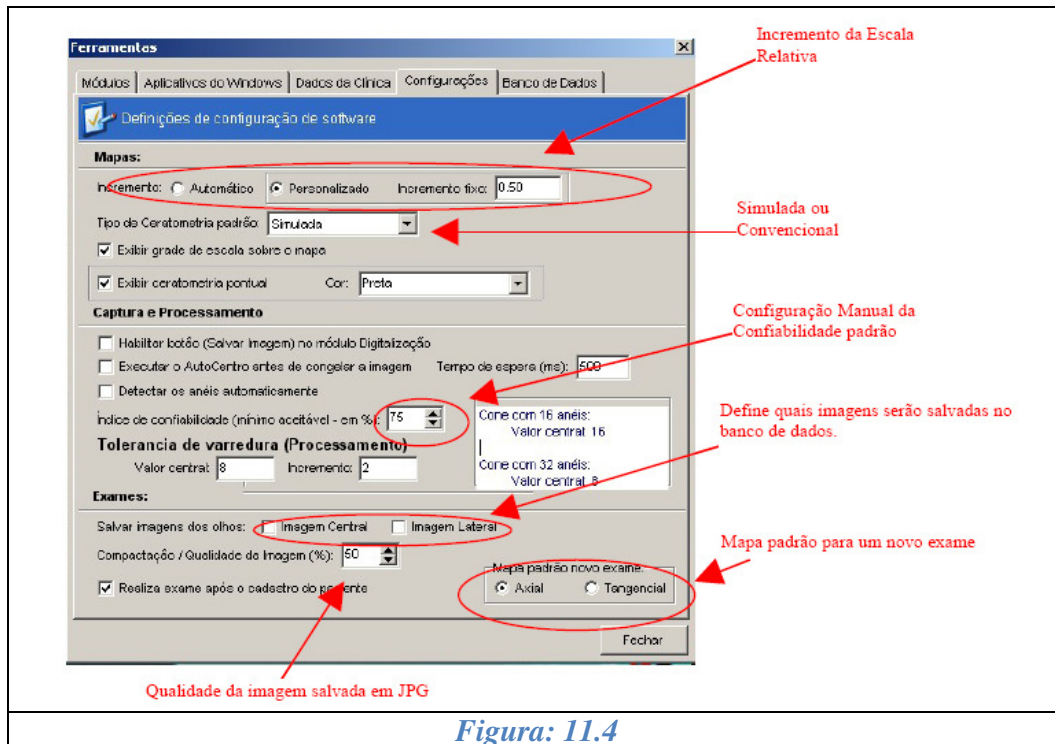 Incremento da Escala
Relativa
Ferramentas
Módulos Aplicativos do Windows Dados da Clínica Configurações Banco de Dados
Definições de configuração de software
Mapas:
Incremento: Automático Personalizado Incremento fixo: 0.50
Tipo de Ceratometria padrão: Simulada
Simulada ou
Convencional
Exibir grade de escala sobre o mapa
Exibir ceratometria pontual Cor: Preta
Captura e Processamento
Configuração Manual da
Confiabilidade padrão
Habilitar botão (Salvar Imagem) no módulo Digitalização
Executar o AutoCentro antes de congelar a imagem Tempo de espera (ms): 500
Detectar os anéis automaticamente
Índice de confiabilidade (mínimo aceitável - em %): 75
Cone com 16 anéis:
Valor central: 16
Cone com 32 anéis:
Valor central: 8
Define quais imagens serão salvadas no
banco de dados.
Tolerancia de varredura (Processamento)
Valor central: 8 Incremento: 2
Exames:
Salvar imagens dos olhos: Imagem Central Imagem Lateral
Compactação / Qualidade da Imagem (%): 50
Mapa padrão para um novo exame
Mapa padrão novo exame:
Realiza exame após o cadastro do paciente
Axial Tangencial
Fechar
Qualidade da imagem salvada em JPG
Figura: 11.4